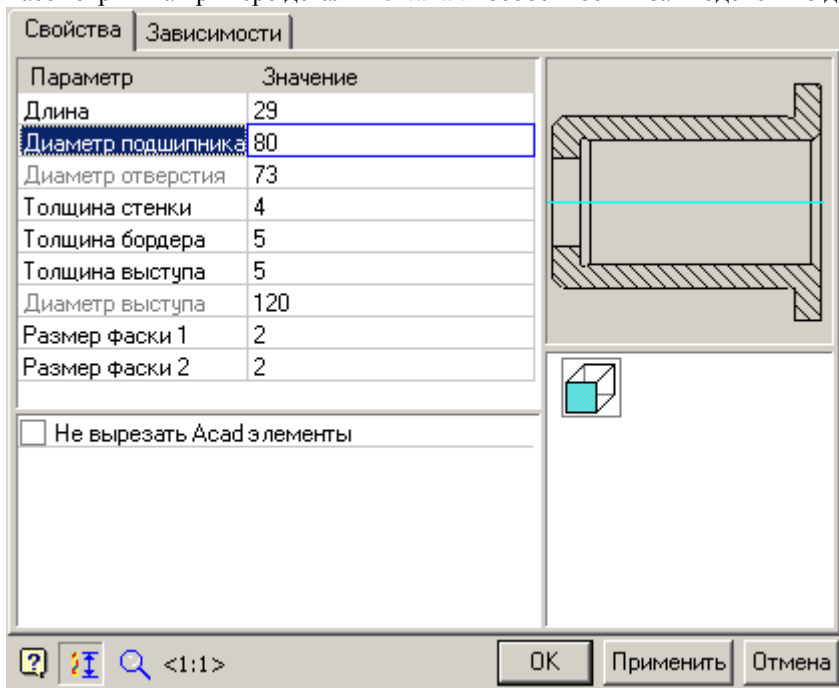 Свойства Зависимости
Параметр Значение
Длина 29
Диаметр подшипника 80
Диаметр отверстия 73
Толщина стенки 4
Толщина бордера 5
Толщина выступа 5
Диаметр выступа 120
Размер фаски 1 2
Размер фаски 2 2
Не вырезать Acad элементы
<1:1> OK Применить Отмена